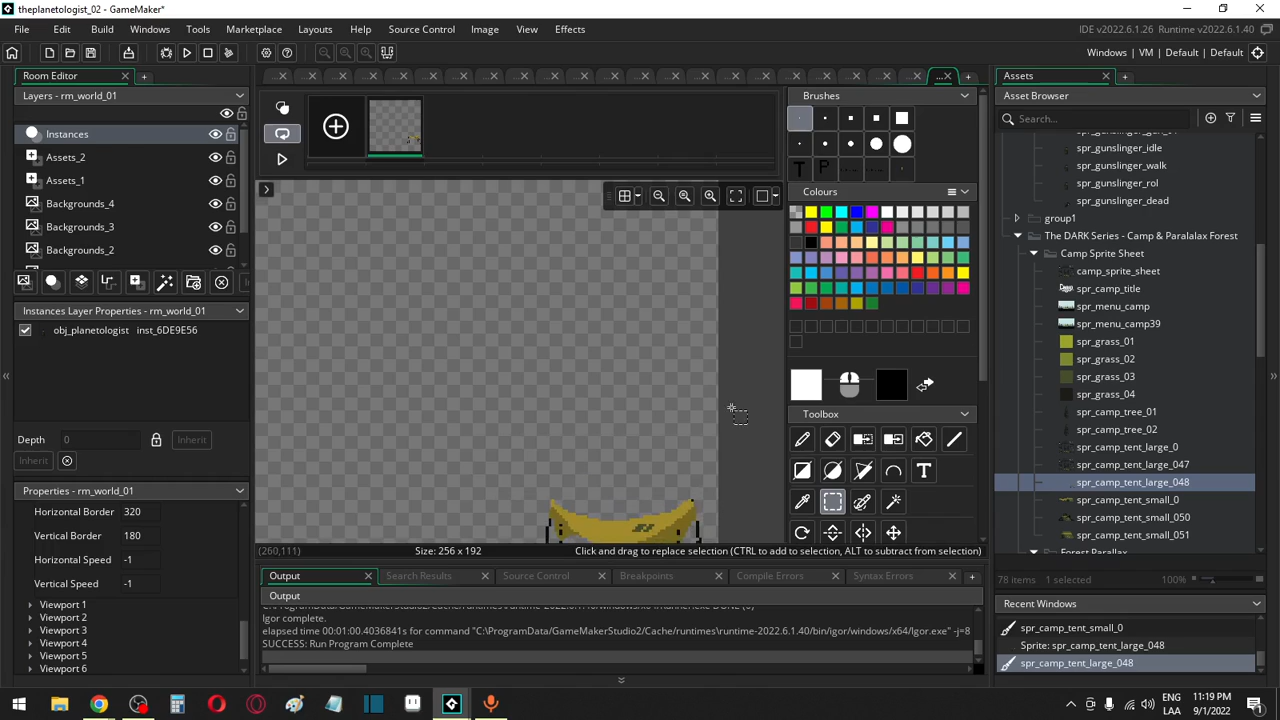 theplanetologist_02 - GameMaker*
File Edit Build Windows Tools Marketplace Layouts Help Source Control Image View Effects
IDE v2022.6.1.26 Runtime v2022.6.1.40
Windows | VM | Default | Default
Room Editor
Layers - rm_world_01
Instances
Assets_2
Assets_1
Backgrounds_4
Backgrounds_3
Backgrounds_2
Instances Layer Properties - rm_world_01
obj_planetologist inst_6DE9E56
Depth 0 Inherit
Inherit
Properties - rm_world_01
Horizontal Border 320
Vertical Border 180
Horizontal Speed -1
Vertical Speed -1
Viewport 1
Viewport 2
Viewport 3
Viewport 4
Viewport 5
Viewport 6
(260,111) Size: 256 x 192 Click and drag to replace selection (CTRL to add to selection, ALT to subtract from selection)
Output Search Results Source Control Breakpoints Compile Errors Syntax Errors
Output
Igor complete.
elapsed time 00:01:00.4036841s for command "C:\ProgramData/GameMakerStudio2/Cache/runtimes\runtime-2022.6.1.40/bin/igor/windows/x64/Igor.exe" -j=8
SUCCESS: Run Program Complete
Brushes
T P
Colours
Toolbox
T
Assets
Asset Browser
Search...
spr_gunslinger_idle
spr_gunslinger_walk
spr_gunslinger_rol
spr_gunslinger_dead
group1
The DARK Series - Camp & Paralalax Forest
Camp Sprite Sheet
camp_sprite_sheet
spr_camp_title
spr_menu_camp
spr_menu_camp39
spr_grass_01
spr_grass_02
spr_grass_03
spr_grass_04
spr_camp_tree_01
spr_camp_tree_02
spr_camp_tent_large_0
spr_camp_tent_large_047
spr_camp_tent_large_048
spr_camp_tent_small_0
spr_camp_tent_small_050
spr_camp_tent_small_051
Forest Parallax
78 items 1 selected 100%
Recent Windows
spr_camp_tent_small_0
Sprite: spr_camp_tent_large_048
spr_camp_tent_large_048
ENG
LAA
11:19 PM
9/1/2022